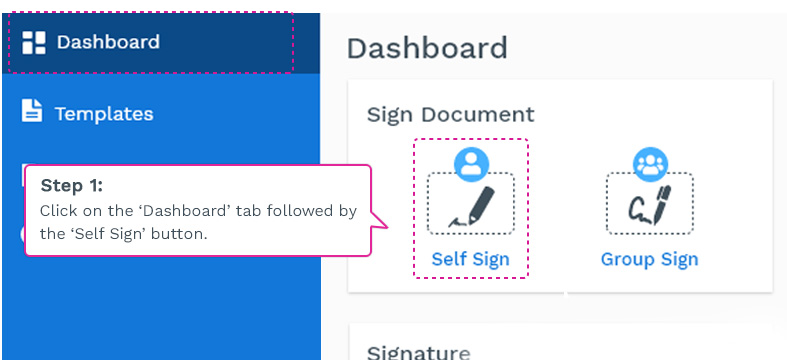 Dashboard
Templates
Step 1:
Click on the ‘Dashboard’ tab followed by
the ‘Self Sign’ button.
Dashboard
Sign Document
Self Sign
Group Sign
Signature